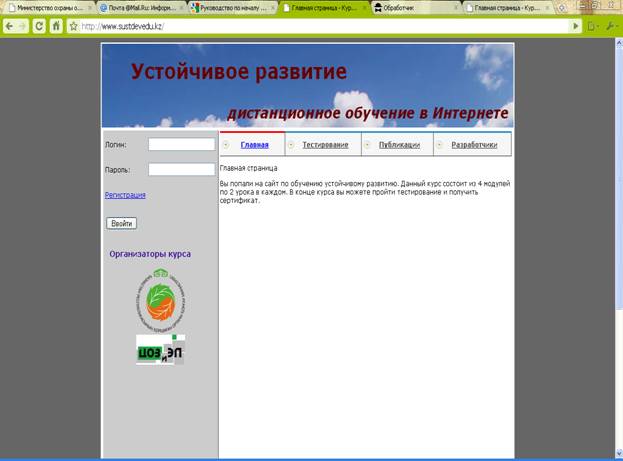 Министерство охраны о...
Почта @Mail.Ru: Информ...
Руководство по началу ...
Главная страница - Кур...
Обработчик
Главная страница - Кур...
http://www.sustdevedu.kz/
Устойчивое развитие
дистанционное обучение в Интернете
Логин:
Пароль:
Регистрация
Ввойти
Организаторы курса
ЦОЗ и ЭП
Главная
Тестирование
Публикации
Разработчики
Главная страница
Вы попали на сайт по обучению устойчивому развитию. Данный курс состоит из 4 модулей
по 2 урока в каждом. В конце курса вы можете пройти тестирование и получить
сертификат.